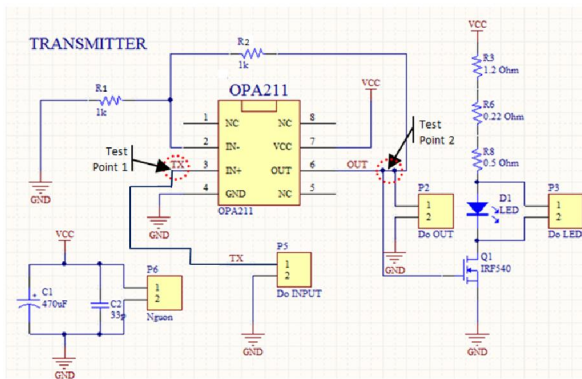 TRANSMITTER
R2
1k
R1
1k
OPA211
VCC
VCC
R3
1.2 Ohm
R6
0.22 Ohm
R8
0.5 Ohm
1 NC NC 8
2 IN- VCC 7
3 IN+ OUT 6
4 GND NC 5
OPA211
Test
Point 1
TX
OUT
Test
Point 2
GND
GND
P2
1
2
Do OUT
GND
D1
LED
P3
1
2
Do LED
Q1
IRF540
GND
TX
P5
1
2
Do INPUT
GND
VCC
C1
470uF
C2
33p
P6
1
2
Nguon
GND